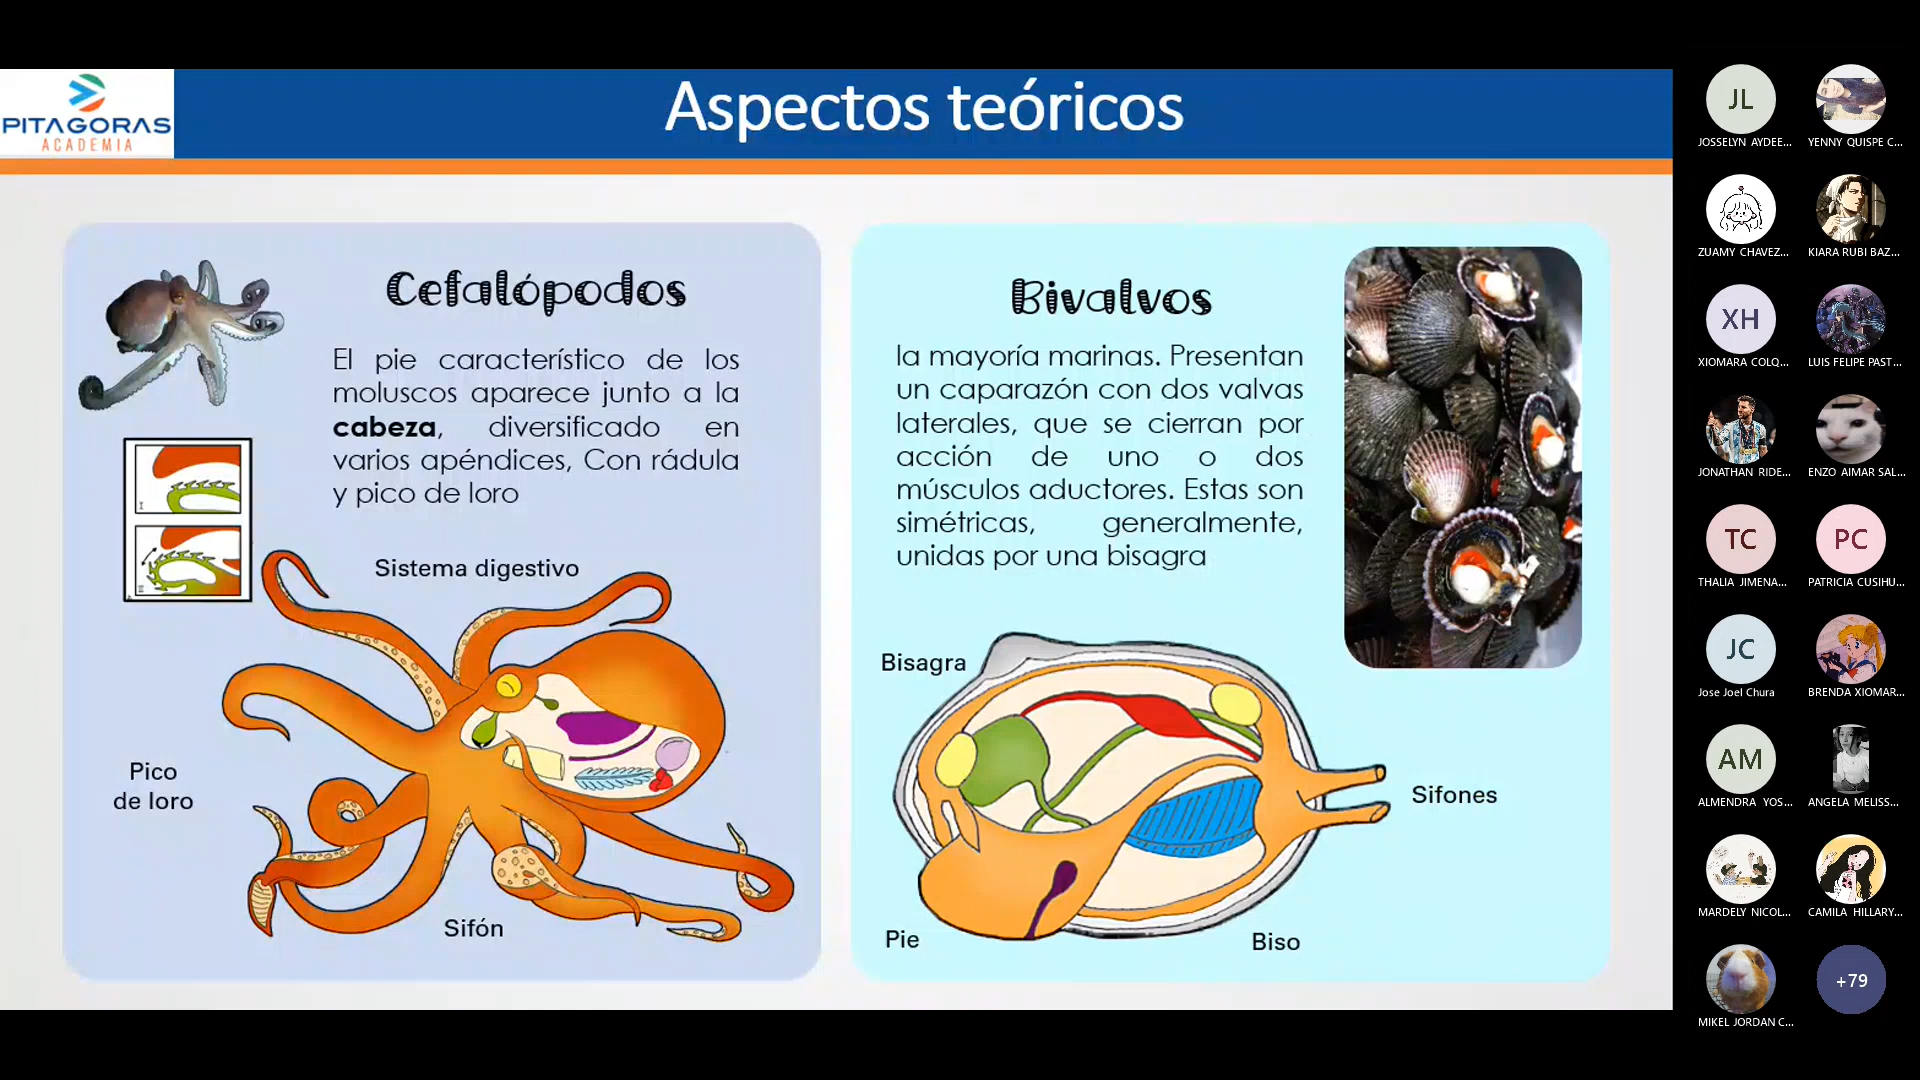 PITAGORAS
ACADEMIA
Aspectos teóricos
Cefalópodos
El pie característico de los
moluscos aparece junto a la
cabeza, diversificado en
varios apéndices, Con rádula
y pico de loro
Sistema digestivo
Pico
de loro
Sifón
Bivalvos
la mayoría marinas. Presentan
un caparazón con dos valvas
laterales, que se cierran por
acción de uno o dos
músculos aductores. Estas son
simétricas, generalmente,
unidas por una bisagra
Bisagra
Sifones
Pie
Biso
JL
JOSSELYN AYDEE...
YENNY QUISPE C...
ZUAMY CHAVEZ...
KIARA RUBI BAZ...
XH
XIOMARA COLQ...
LUIS FELIPE PAST...
JONATHAN RIDE...
ENZO AIMAR SAL...
TC
THALIA JIMENA...
PC
PATRICIA CUSIHU...
JC
Jose Joel Chura
BRENDA XIOMAR...
AM
ALMENDRA YOS...
ANGELA MELISS...
MARDELY NICOL...
CAMILA HILLARY...
MIKEL JORDAN C...
+79